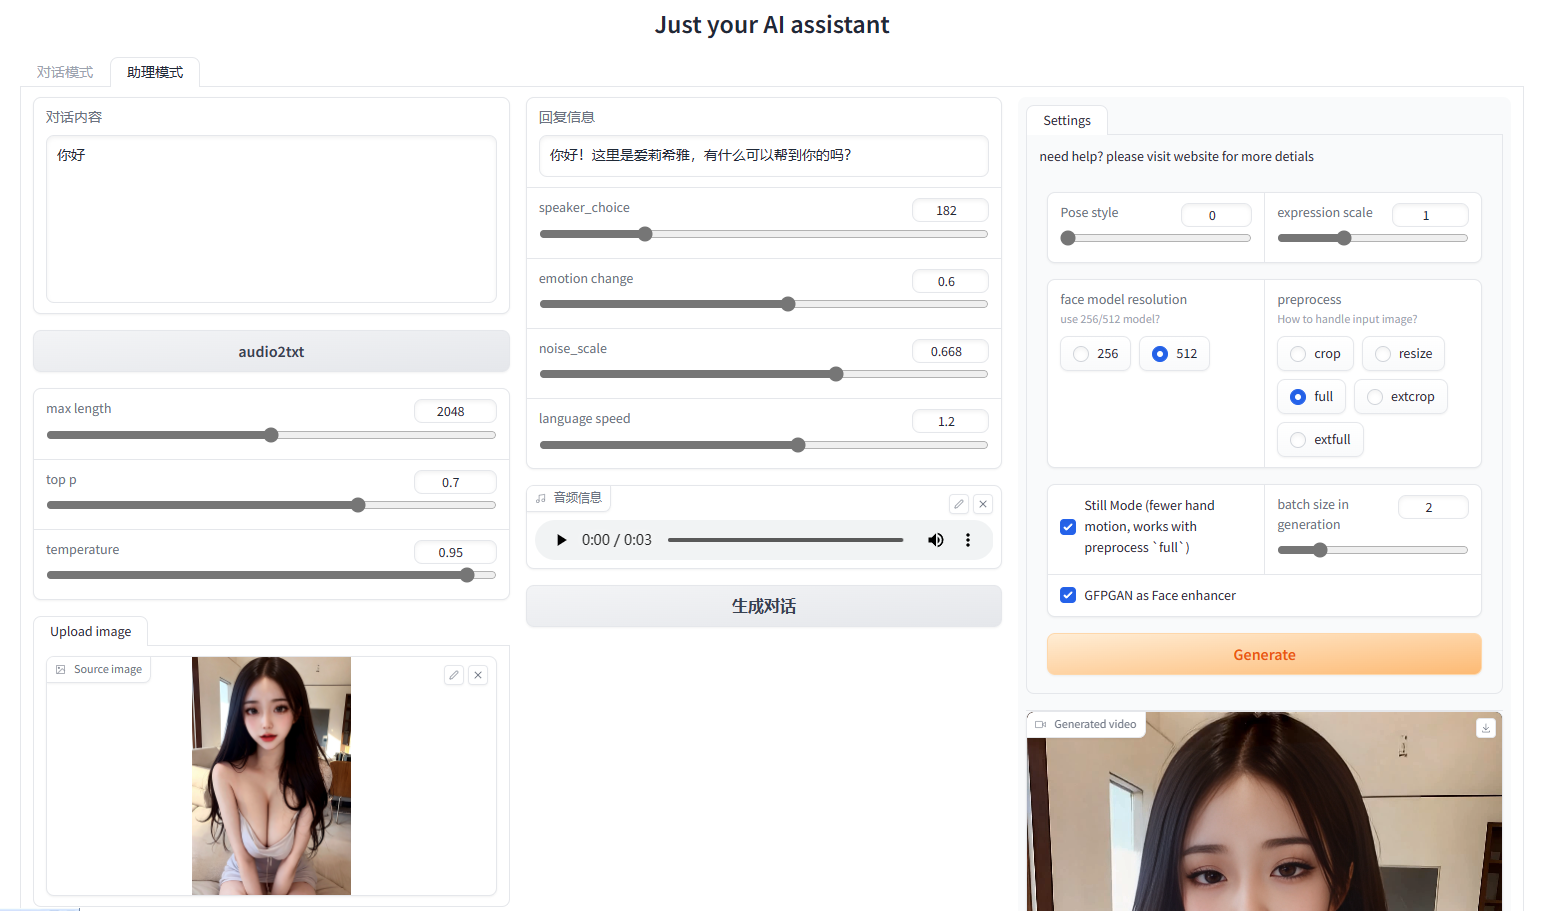 Just your AI assistant
对话模式
助理模式
对话内容
你好
audio2txt
max length
2048
top p
0.7
temperature
0.95
Upload image
Source image
回复信息
你好！这里是爱莉希雅，有什么可以帮到你的吗？
speaker_choice
182
emotion change
0.6
noise_scale
0.668
language speed
1.2
音频信息
0:00 / 0:03
生成对话
Settings
need help? please visit website for more detials
Pose style
0
expression scale
1
face model resolution
use 256/512 model?
256
512
preprocess
How to handle input image?
crop
resize
full
extcrop
extfull
Still Mode (fewer hand
motion, works with
preprocess `full`)
batch size in
generation
2
GFPGAN as Face enhancer
Generate
Generated video